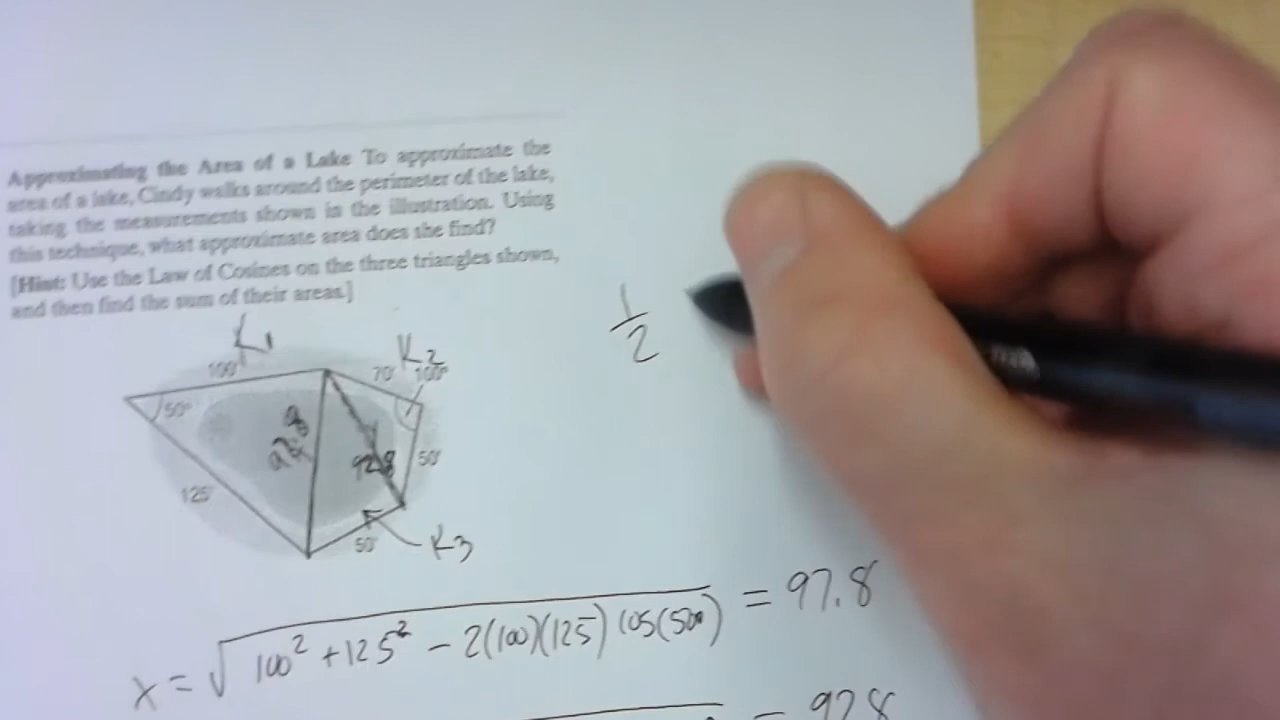 Approximating the Area of a Lake To approximate the
area of a lake, Cindy walks around the perimeter of the lake,
taking the measurements shown in the illustration. Using
this technique, what approximate area does she find?
[Hint: Use the Law of Cosines on the three triangles shown,
and then find the sum of their areas.]
1/2
K1
K2
100'
70'
100°
50°
97.8
92.8
50'
125'
50'
K3
x = √100² + 125² - 2(100)(125) cos(50°) = 97.8
= 92.8